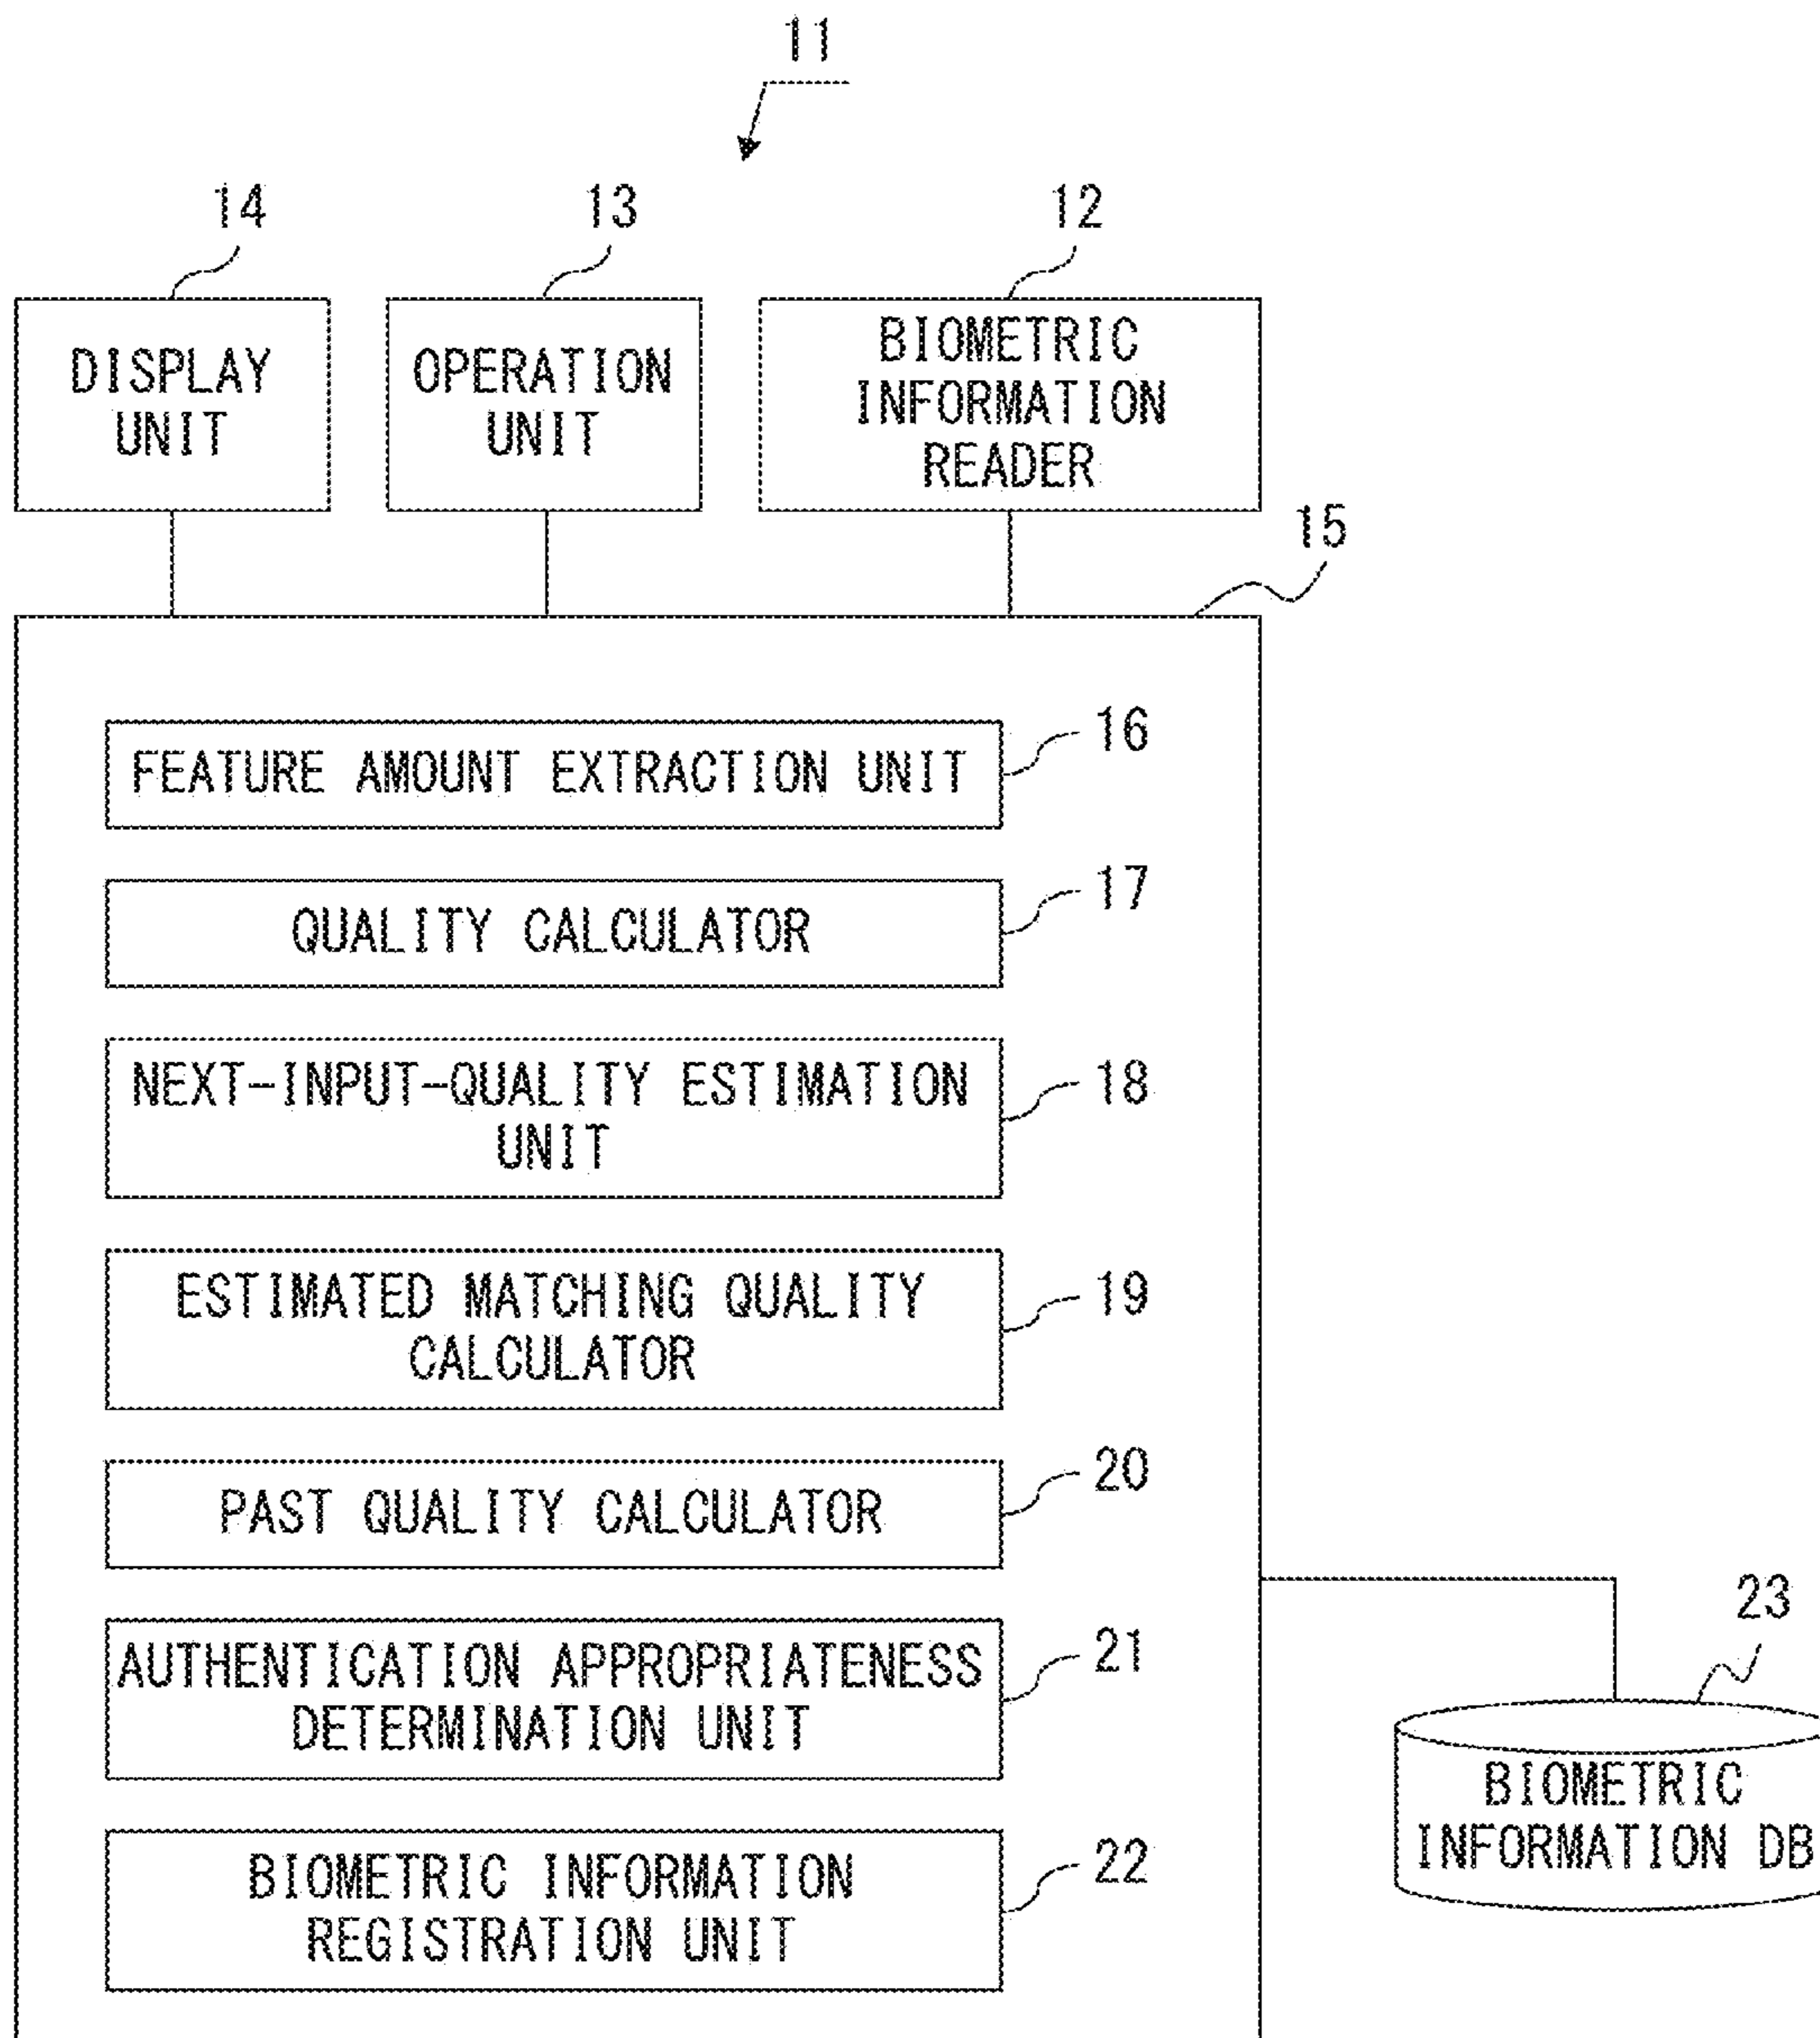 11
14
13
12
DISPLAY
UNIT
OPERATION
UNIT
BIOMETRIC
INFORMATION
READER
15
FEATURE AMOUNT EXTRACTION UNIT
16
QUALITY CALCULATOR
17
NEXT-INPUT-QUALITY ESTIMATION
UNIT
18
ESTIMATED MATCHING QUALITY
CALCULATOR
19
PAST QUALITY CALCULATOR
20
AUTHENTICATION APPROPRIATENESS
DETERMINATION UNIT
21
BIOMETRIC INFORMATION
REGISTRATION UNIT
22
23
BIOMETRIC
INFORMATION DB